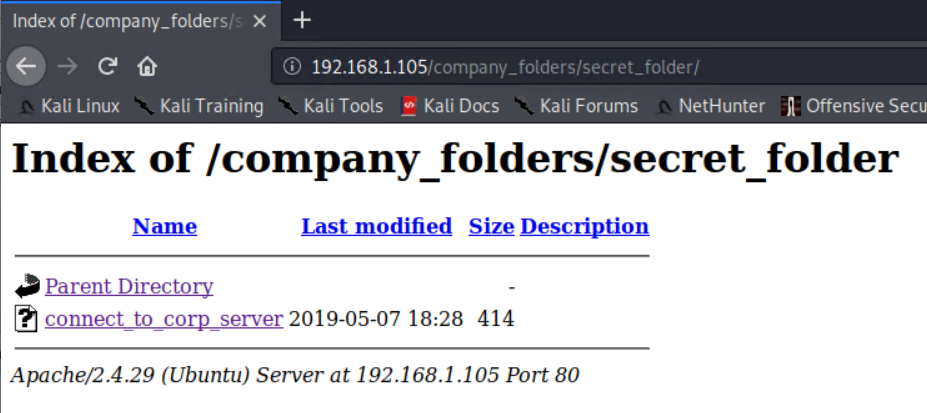 Index of /company_folders/s
192.168.1.105/company_folders/secret_folder/
Kali Linux Kali Training Kali Tools Kali Docs Kali Forums NetHunter Offensive Secu
Index of /company_folders/secret_folder
Name Last modified Size Description
Parent Directory -
connect_to_corp_server 2019-05-07 18:28 414
Apache/2.4.29 (Ubuntu) Server at 192.168.1.105 Port 80